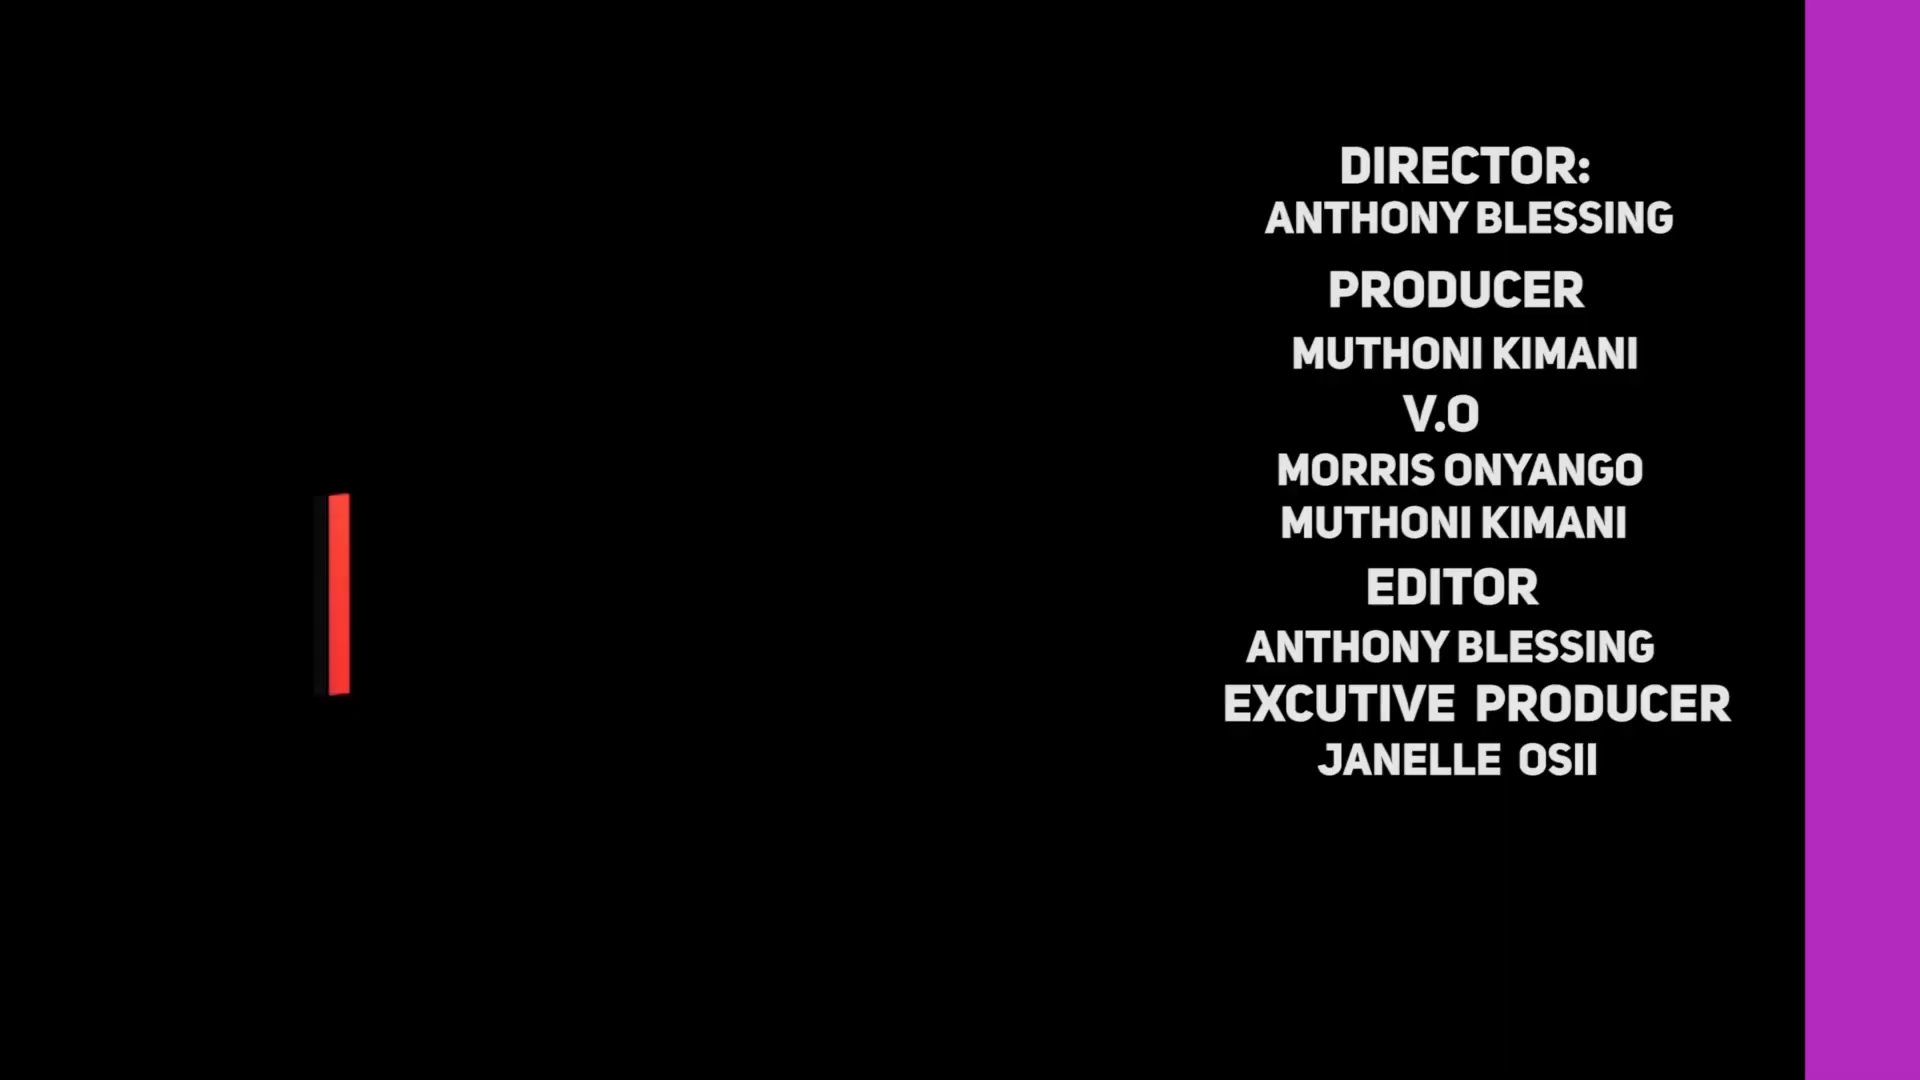 DIRECTOR:
ANTHONY BLESSING
PRODUCER
MUTHONI KIMANI
V.O
MORRIS ONYANGO
MUTHONI KIMANI
EDITOR
ANTHONY BLESSING
EXCUTIVE PRODUCER
JANELLE OSII